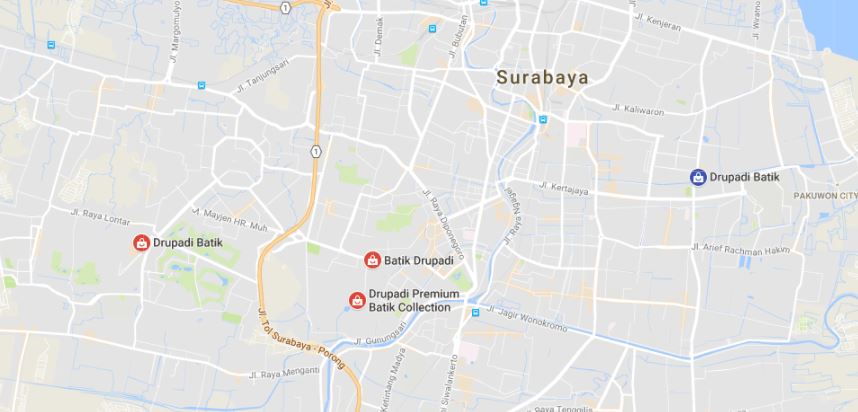 1
Jl. Kenjeran
Jl. Wiramo
Jl. Margomulyo
Jl. Demak
Jl. Bubutan
Surabaya
Jl. Tanjungsari
Jl. Kaliwaron
1
Drupadi Batik
Jl. Kertajaya
PAKUWON CITY
Jl. Raya Ngagel
Jl. Raya Diponegoro
Jl. Raya Lontar
Jl. Mayjen HR. Muh
Drupadi Batik
Jl. Arief Rachman Hakim
Batik Drupadi
Drupadi Premium
Batik Collection
Jl. Jagir Wonokromo
Jl. Gunungsari
Jl. Tol Surabaya - Porong
Jl. Raya Menganti
Ketintang Madya
Jl. Siwalankerto